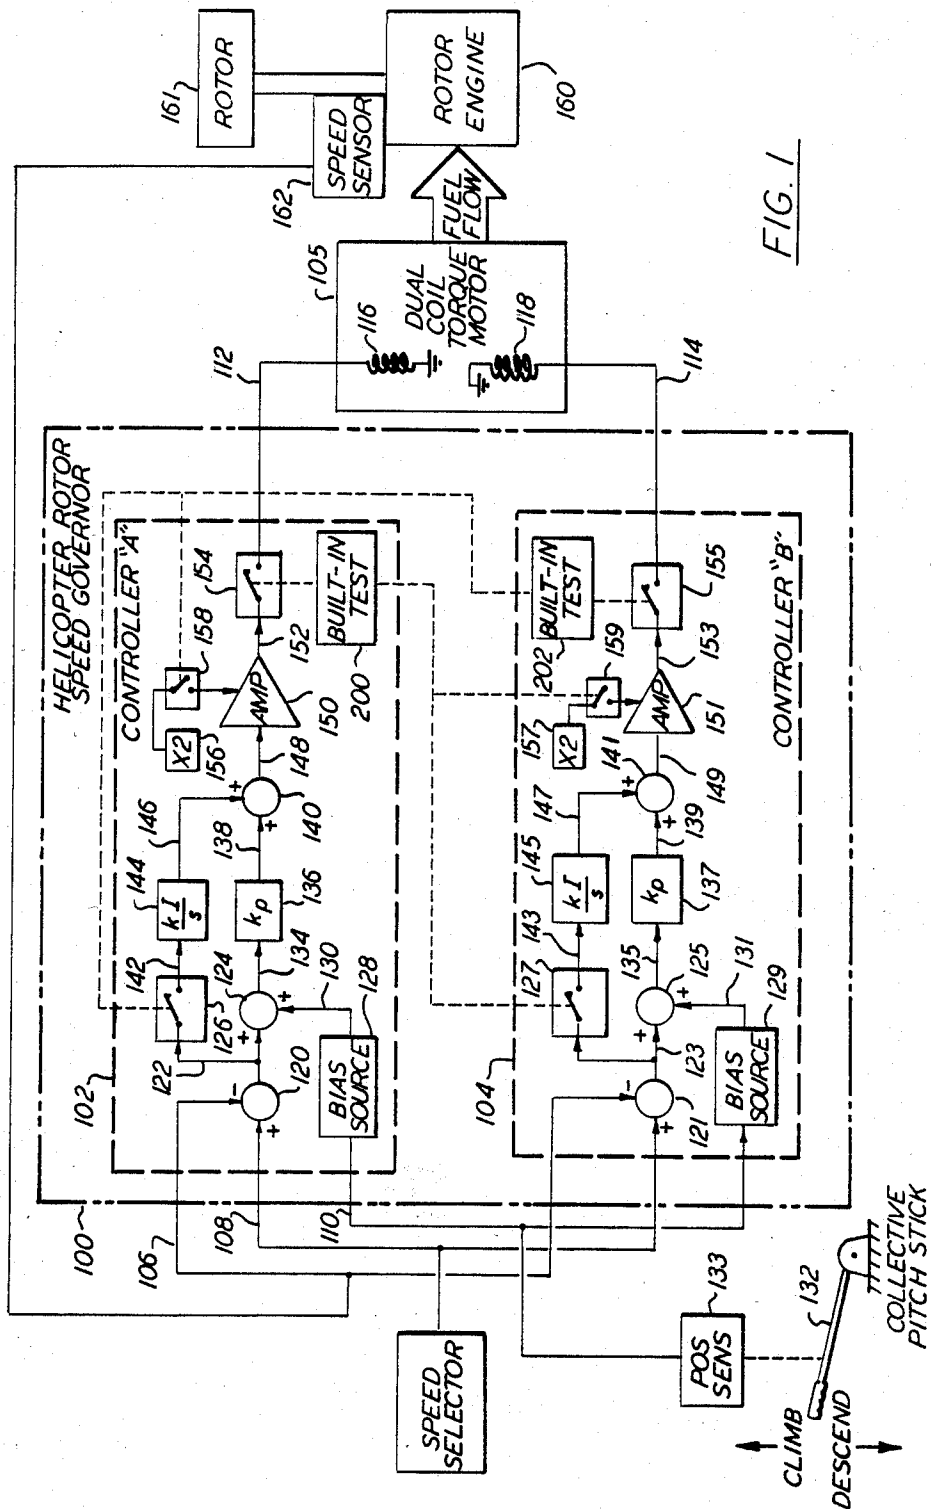 HELICOPTER ROTOR
SPEED GOVERNOR
100
102
CONTROLLER "A"
106
108
110
122
120
126
124
142
144
kI
s
146
134
130
kp
136
138
140
148
BIAS
SOURCE
128
X2
156
158
AMP
150
152
154
BUILT-IN
TEST
200
112
104
CONTROLLER "B"
121
123
127
125
143
145
kI
s
147
135
131
kp
137
139
141
149
BIAS
SOURCE
129
X2
157
159
AMP
151
153
155
BUILT-IN
TEST
202
114
105
116
DUAL
COIL
TORQUE
MOTOR
118
FUEL
FLOW
161
ROTOR
162
SPEED
SENSOR
ROTOR
ENGINE
160
SPEED
SELECTOR
POS
SENS
133
132
CLIMB
DESCEND
COLLECTIVE
PITCH STICK
FIG. 1